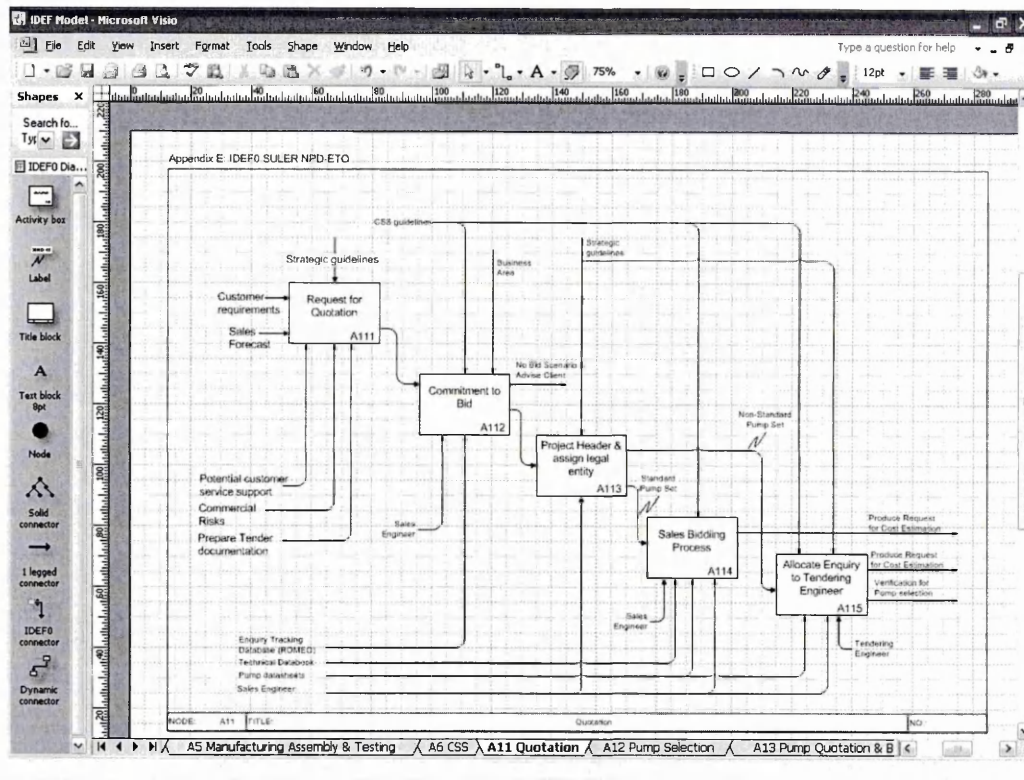 IDEF Model - Microsoft Visio
File Edit View Insert Format Tools Shape Window Help
Type a question for help
75%
12pt
Shapes X
Search fo...
IDEF0 Dia...
Activity box
Label
Title block
Text block
8pt
Node
Solid
connector
1 legged
connector
IDEF0
connector
Dynamic
connector
Appendix E: IDEF0 SULER NPD-ETO
CSS guidelines
Strategic guidelines
Business
Area
Strategic
guidelines
Customer
requirements
Sales
Forecast
Request for
Quotation
A111
No Bid Scenario &
Advise Client
Commitment to
Bid
A112
Non-Standard
Pump Set
Project Header &
assign legal
entity
A113
Standard
Pump Set
Potential customer
service support
Commercial
Risks
Prepare Tender
documentation
Sales
Engineer
Sales Bidding
Process
A114
Produce Request
for Cost Estimation
Allocate Enquiry
to Tendering
Engineer
A115
Produce Request
for Cost Estimation
Verification for
Pump selection
Sales
Engineer
Tendering
Engineer
Enquiry Tracking
Database (ROMEO)
Technical Databook
Pump datasheets
Sales Engineer
NODE: A11 TITLE: Quotation NO.:
A5 Manufacturing Assembly & Testing A6 CSS A11 Quotation A12 Pump Selection A13 Pump Quotation & B